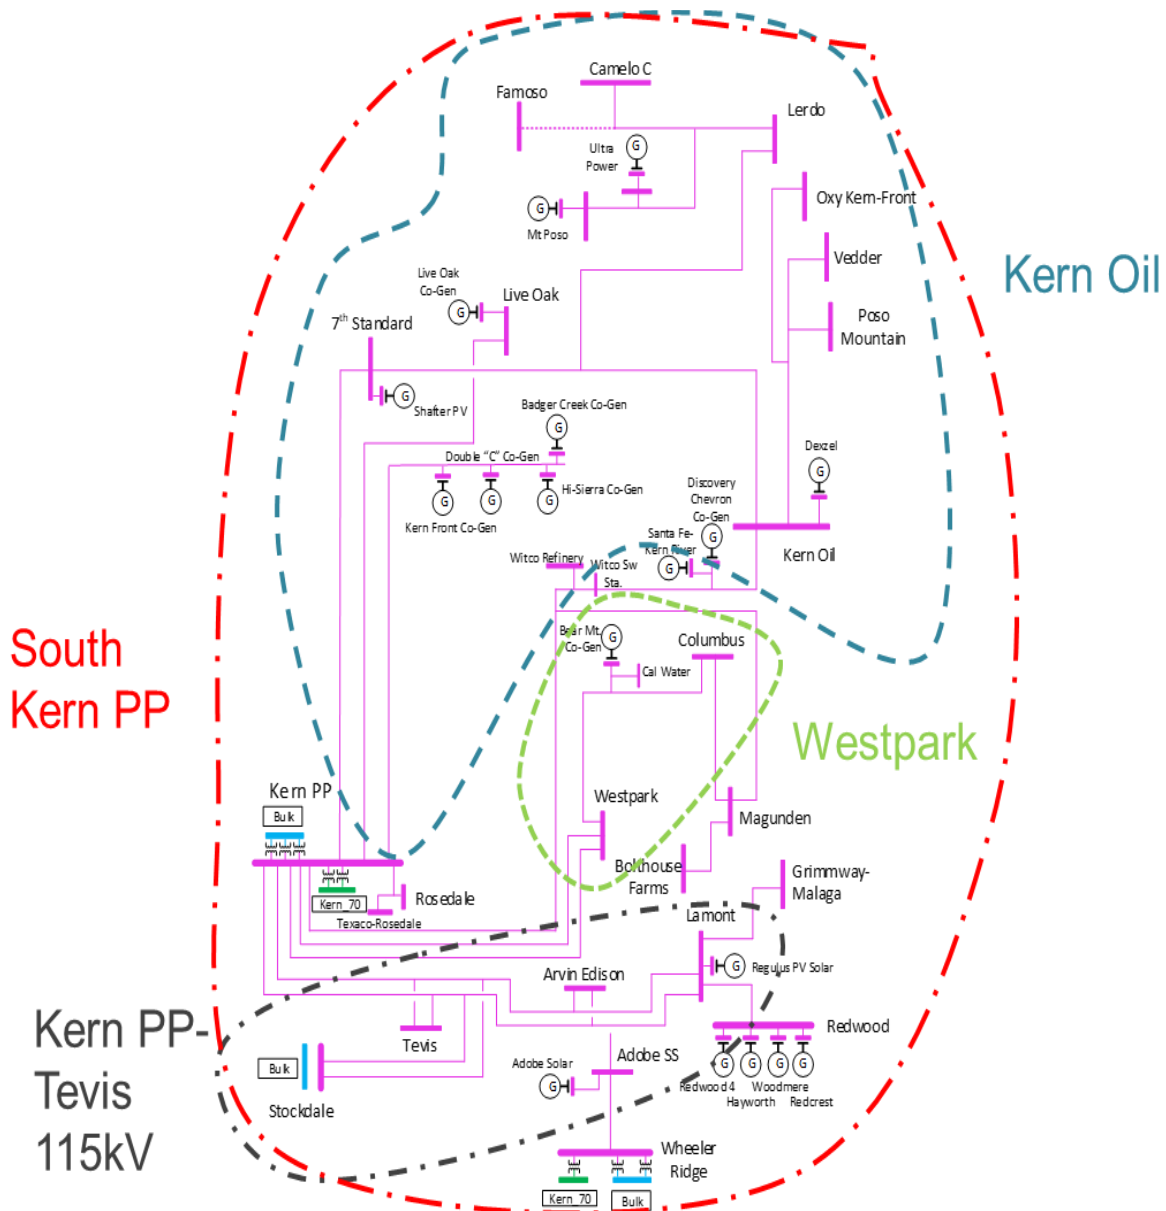 Camelo C
Famoso
Lerdo
Ultra
Power
G
Oxy Kern-Front
G
Mt Poso
Vedder
Kern Oil
Live Oak
Co-Gen
Live Oak
G
Poso
Mountain
7th Standard
G
Shafter PV
Badger Creek Co-Gen
G
Double "C" Co-Gen
Dexzel
G
Hi-Sierra Co-Gen
G
G
G
Kern Front Co-Gen
Discovery
Chevron
Co-Gen
G
Santa Fe-
Kern River
G
Kern Oil
Witco Refinery
Witco Sw
Sta.
South
Kern PP
Bear Mt.
Co-Gen
G
Columbus
Cal Water
Westpark
Kern PP
Bulk
Westpark
Magunden
Bolthouse
Farms
Grimmway-
Malaga
Kern_70
Rosedale
Texaco-Rosedale
Lamont
G
Regulus PV Solar
Arvin Edison
Kern PP-
Tevis
115kV
Tevis
Redwood
Bulk
Stockdale
Adobe Solar
G
Adobe SS
G
G
G
G
Redwood 4
Hayworth
Woodmere
Redcrest
Wheeler
Ridge
Kern_70
Bulk